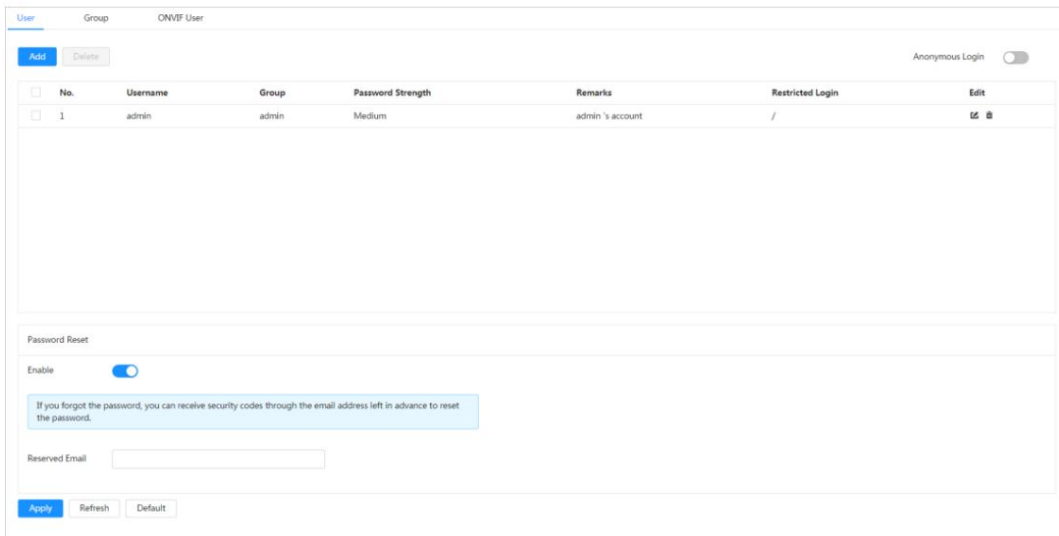 User Group ONVIF User
Add Delete Anonymous Login
No. Username Group Password Strength Remarks Restricted Login Edit
1 admin admin Medium admin 's account /
Password Reset
Enable
If you forgot the password, you can receive security codes through the email address left in advance to reset
the password.
Reserved Email
Apply Refresh Default